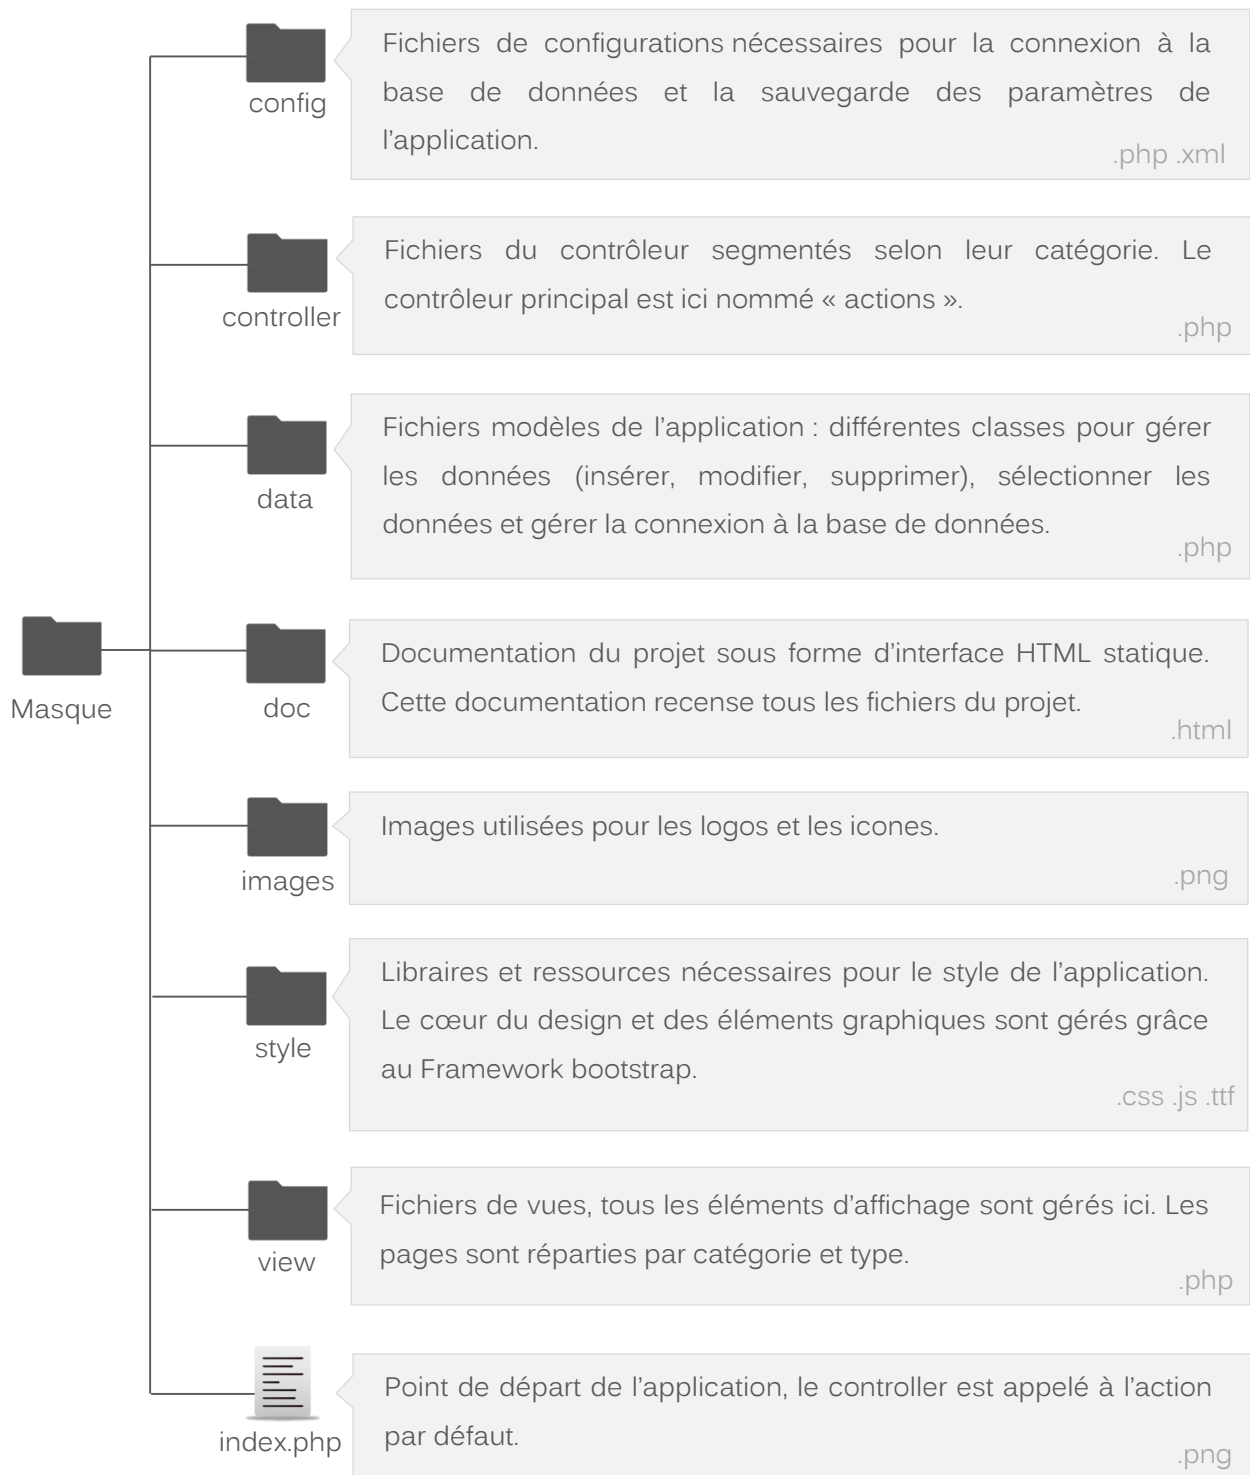 Fichiers de configurations nécessaires pour la connexion à la
base de données et la sauvegarde des paramètres de
l’application.
.php .xml
config
Fichiers du contrôleur segmentés selon leur catégorie. Le
contrôleur principal est ici nommé « actions ».
.php
controller
Fichiers modèles de l’application : différentes classes pour gérer
les données (insérer, modifier, supprimer), sélectionner les
données et gérer la connexion à la base de données.
.php
data
Masque
Documentation du projet sous forme d’interface HTML statique.
Cette documentation recense tous les fichiers du projet.
.html
doc
Images utilisées pour les logos et les icones.
.png
images
Libraires et ressources nécessaires pour le style de l’application.
Le cœur du design et des éléments graphiques sont gérés grâce
au Framework bootstrap.
.css .js .ttf
style
Fichiers de vues, tous les éléments d’affichage sont gérés ici. Les
pages sont réparties par catégorie et type.
.php
view
Point de départ de l’application, le controller est appelé à l’action
par défaut.
.png
index.php